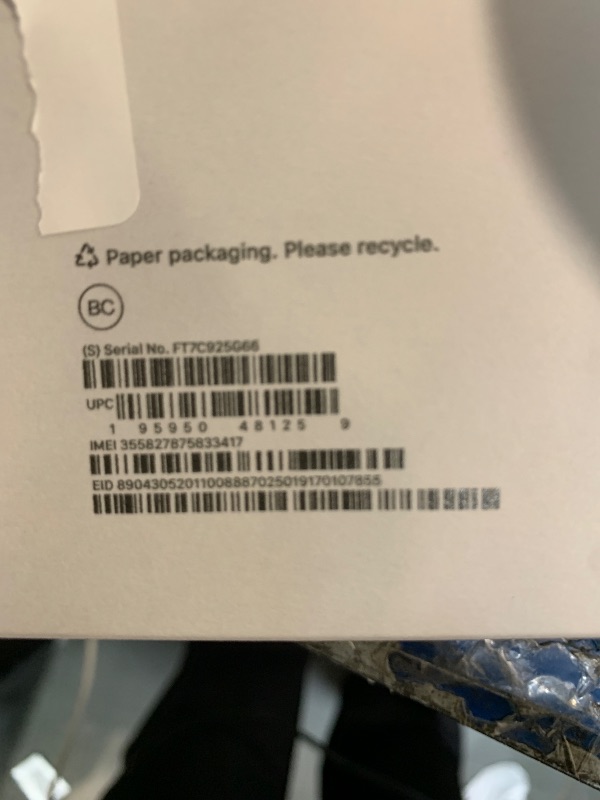 Paper packaging. Please recycle.
BC
(S) Serial No. FT7C925G66
UPC
1 95950 48125 9
IMEI 355827875833417
EID 89043052011008887025019170107855